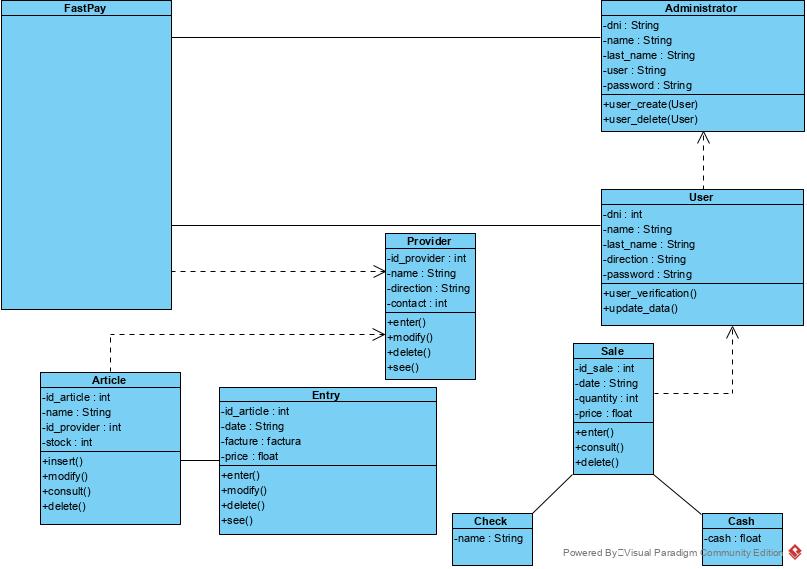 FastPay
Administrator
-dni : String
-name : String
-last_name : String
-user : String
-password : String
+user_create(User)
+user_delete(User)
User
-dni : int
-name : String
-last_name : String
-direction : String
-password : String
+user_verification()
+update_data()
Provider
-id_provider : int
-name : String
-direction : String
-contact : int
+enter()
+modify()
+delete()
+see()
Article
-id_article : int
-name : String
-id_provider : int
-stock : int
+insert()
+modify()
+consult()
+delete()
Entry
-id_article : int
-date : String
-facture : factura
-price : float
+enter()
+modify()
+delete()
+see()
Sale
-id_sale : int
-date : String
-quantity : int
-price : float
+enter()
+consult()
+delete()
Check
-name : String
Cash
-cash : float
Powered By Visual Paradigm Community Edition